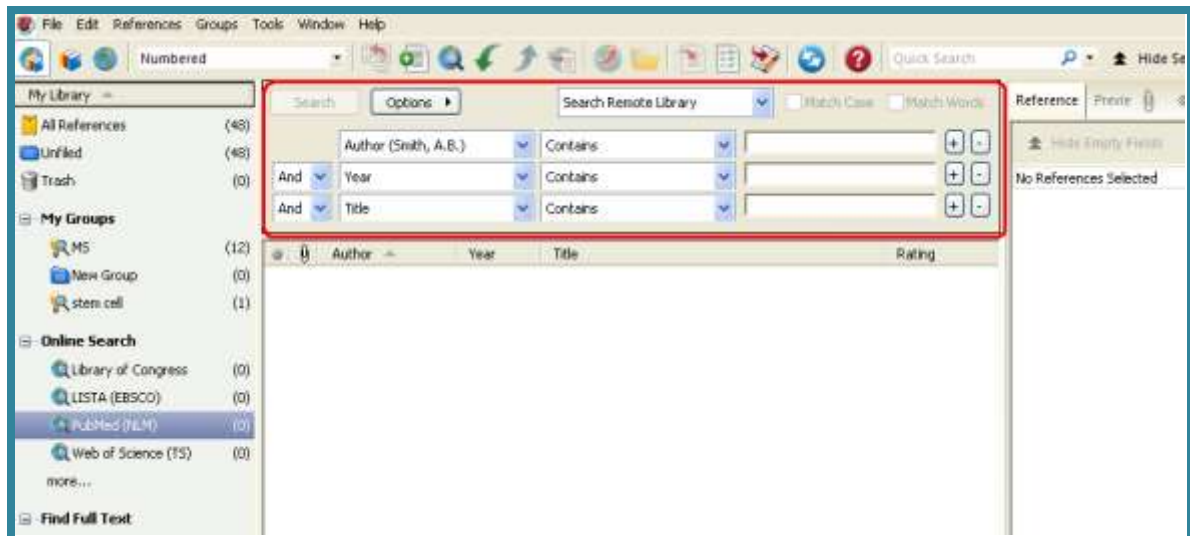 File Edit References Groups Tools Window Help
Numbered Quick Search Hide Se
My Library
All References (48)
Unfiled (48)
Trash (0)
My Groups
MS (12)
New Group (0)
stem cell (1)
Online Search
Library of Congress (0)
LISTA (EBSCO) (0)
PubMed (NLM) (0)
Web of Science (TS) (0)
more...
Find Full Text
Search Options Search Remote Library Match Case Match Words
Author (Smith, A.B.) Contains + -
And Year Contains + -
And Title Contains + -
Author Year Title Rating
Reference Previe
Hide Empty Fields
No References Selected